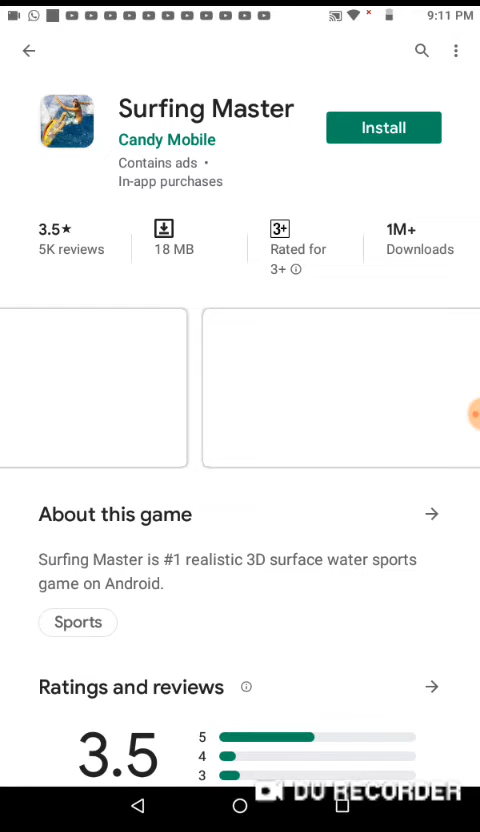 9:11 PM
Surfing Master
Install
Candy Mobile
Contains ads •
In-app purchases
3.5★
5K reviews
18 MB
3+
Rated for
3+
1M+
Downloads
About this game
Surfing Master is #1 realistic 3D surface water sports
game on Android.
Sports
Ratings and reviews
3.5
5
4
3
DU RECORDER